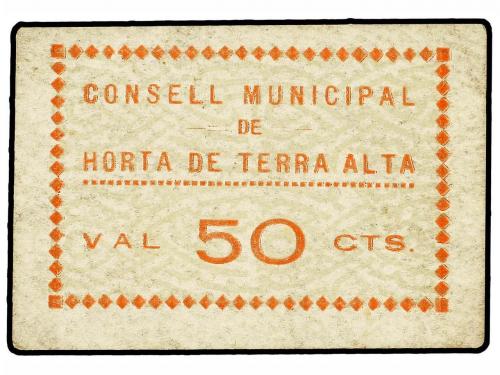 CONSELL MUNICIPAL
DE
HORTA DE TERRA ALTA
VAL 50 CTS.